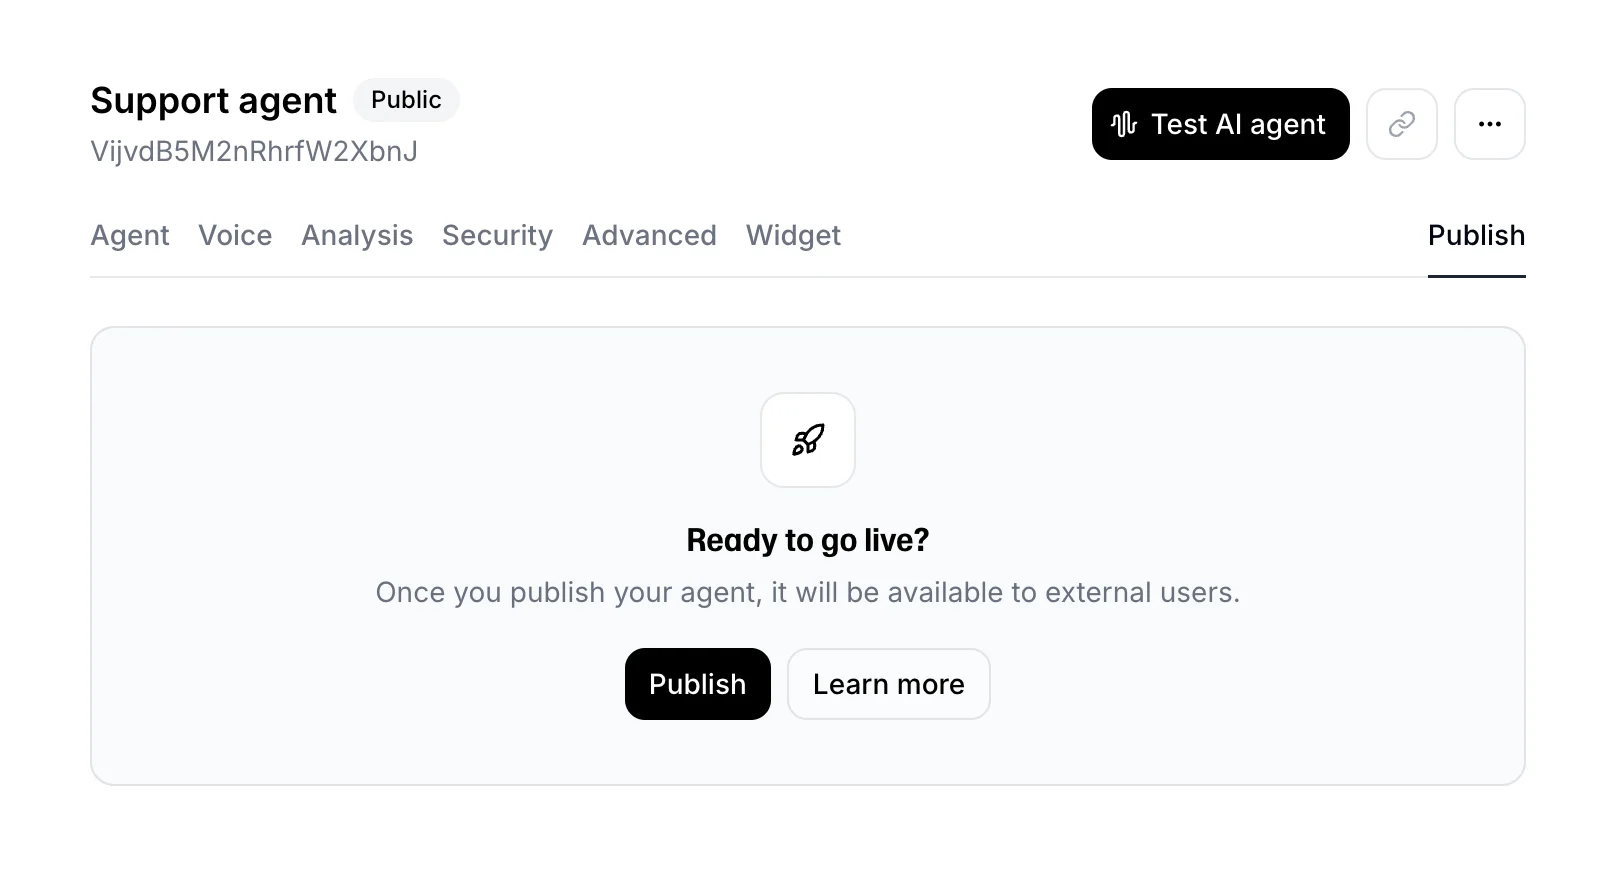 Support agent Public
VijvdB5M2nRhrfW2XbnJ
Test AI agent
Agent Voice Analysis Security Advanced Widget Publish
Ready to go live?
Once you publish your agent, it will be available to external users.
Publish Learn more